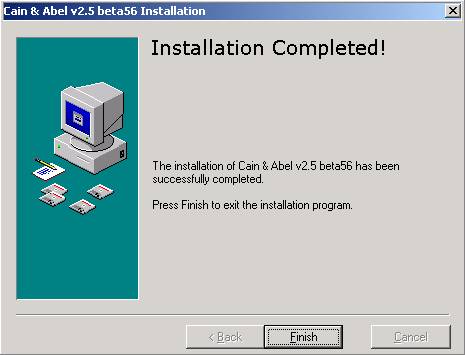 Cain & Abel v2.5 beta56 Installation
Installation Completed!
The installation of Cain & Abel v2.5 beta56 has been
successfully completed.
Press Finish to exit the installation program.
< Back
Finish
Cancel